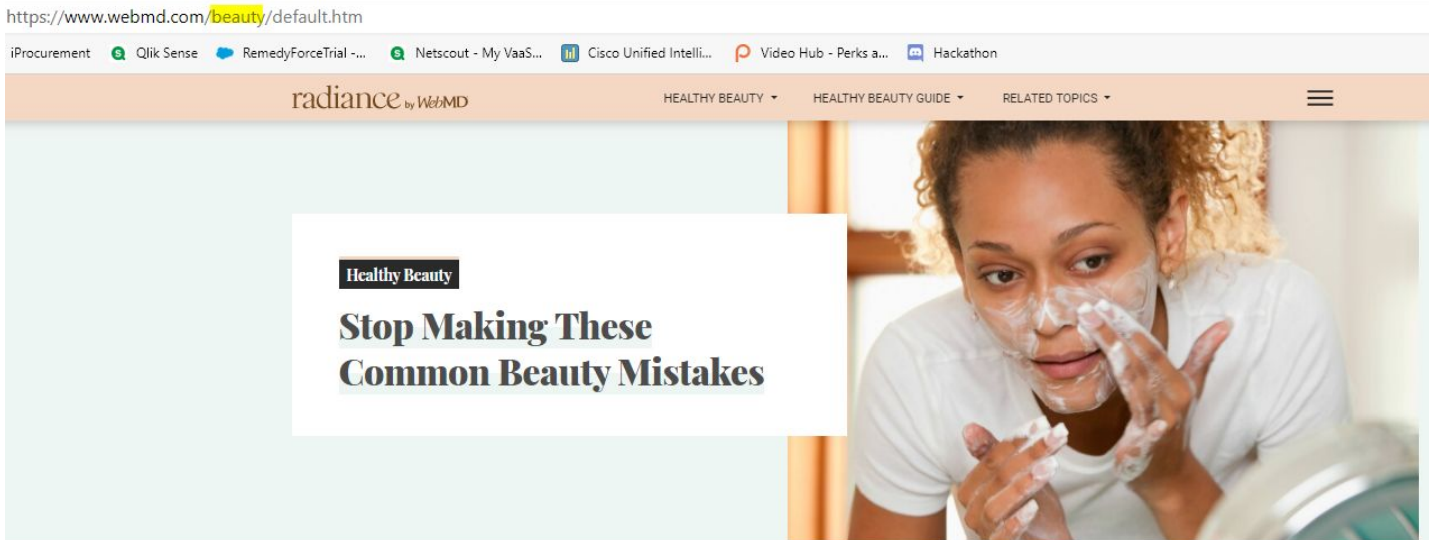 https://www.webmd.com/beauty/default.htm
iProcurement Qlik Sense RemedyForceTrial -... Netscout - My VaaS... Cisco Unified Intelli... Video Hub - Perks a... Hackathon
radiance by WebMD HEALTHY BEAUTY HEALTHY BEAUTY GUIDE RELATED TOPICS
Healthy Beauty
Stop Making These
Common Beauty Mistakes